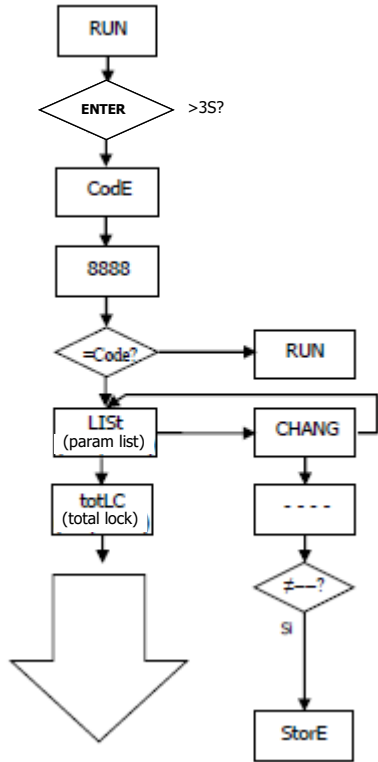 RUN
ENTER
>3S?
CodE
8888
=Code?
RUN
LISt
(param list)
CHANG
totLC
(total lock)
- - - -
≠----?
Si
StorE